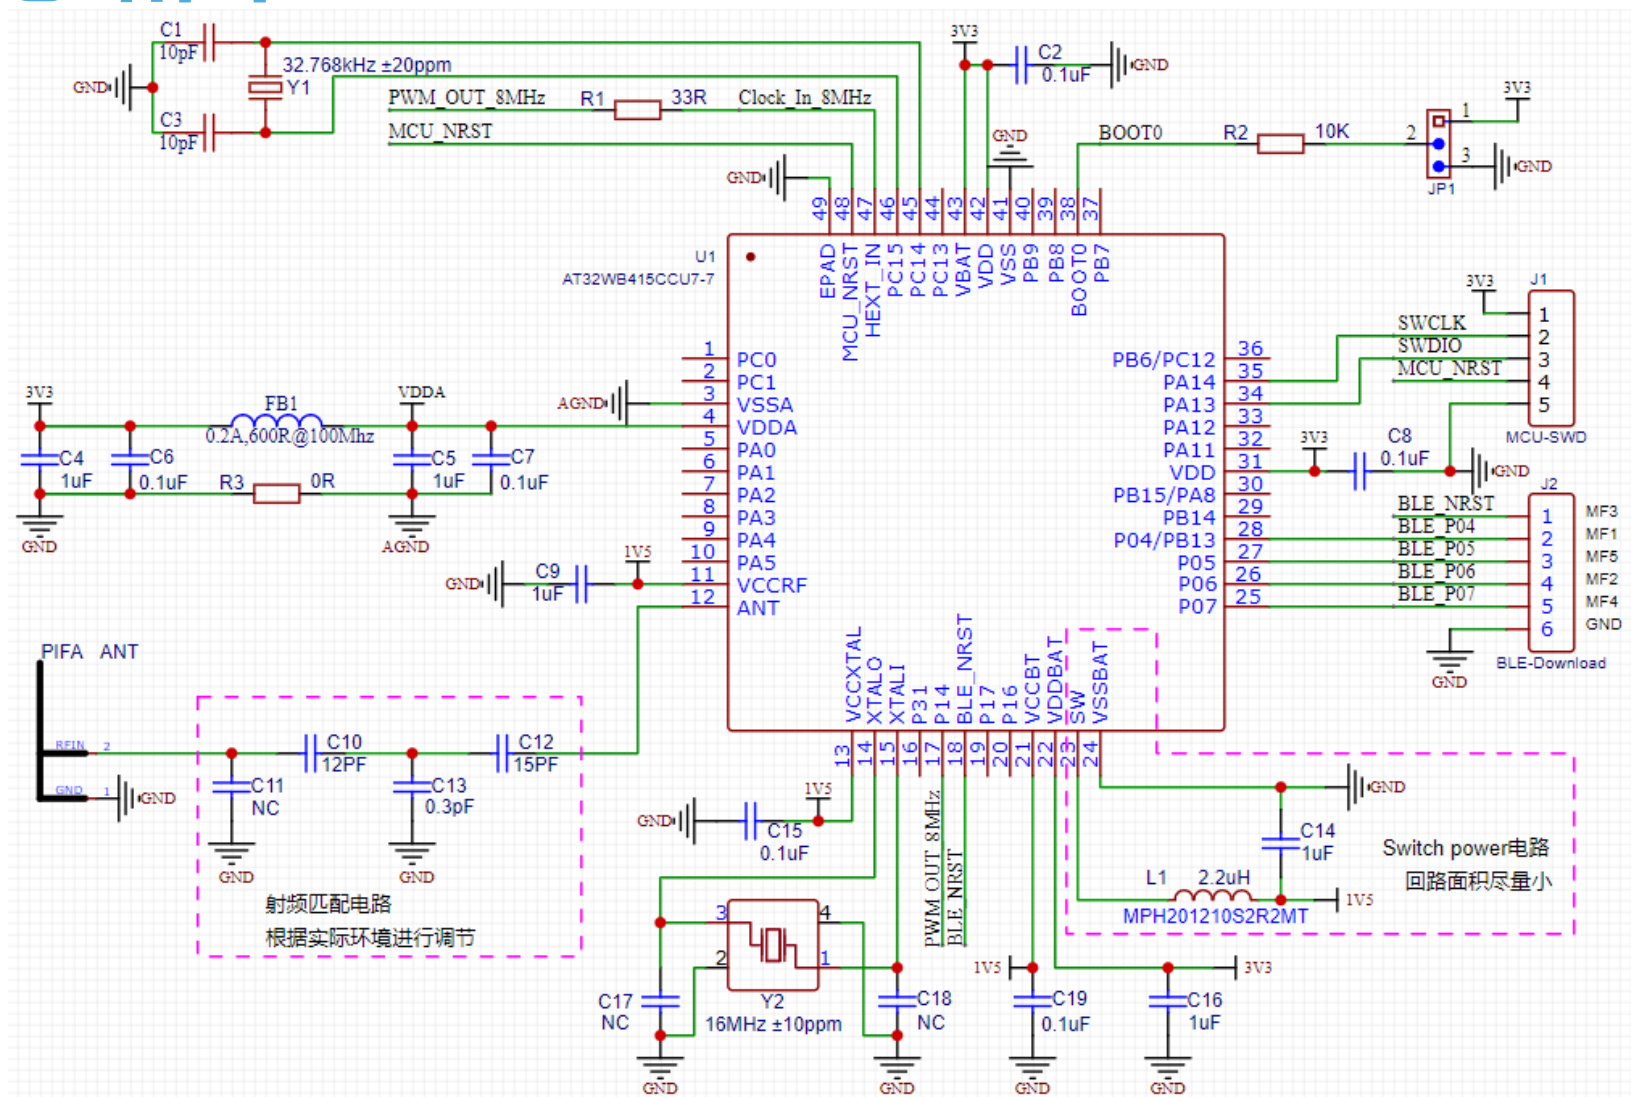 C1
10pF
GND
32.768kHz ±20ppm
Y1
C3
10pF
PWM_OUT_8MHz
R1
33R
Clock_In_8MHz
MCU_NRST
3V3
C2
0.1uF
GND
GND
GND
BOOT0
R2
10K
3V3
1
2
3
GND
JP1
49
48
47
46
45
44
43
42
41
40
39
38
37
EPAD
MCU_NRST
HEXT_IN
PC15
PC14
PC13
VBAT
VDD
VSS
PB9
PB8
BOOT0
PB7
U1
AT32WB415CCU7-7
1 PC0
2 PC1
3 VSSA
4 VDDA
5 PA0
6 PA1
7 PA2
8 PA3
9 PA4
10 PA5
11 VCCRF
12 ANT
PB6/PC12 36
PA14 35
PA13 34
PA12 33
PA11 32
VDD 31
PB15/PA8 30
PB14 29
P04/PB13 28
P05 27
P06 26
P07 25
3V3
J1
SWCLK
SWDIO
MCU_NRST
1
2
3
4
5
MCU-SWD
3V3
C8
0.1uF
GND
J2
BLE_NRST 1 MF3
BLE_P04 2 MF1
BLE_P05 3 MF5
BLE_P06 4 MF2
BLE_P07 5 MF4
6 GND
BLE-Download
GND
3V3
FB1
0.2A,600R@100Mhz
VDDA
AGND
C4
1uF
C6
0.1uF
C5
1uF
C7
0.1uF
R3
0R
GND
AGND
GND
C9
1uF
1V5
PIFA ANT
RFIN 2
GND 1
GND
C10
12PF
C12
15PF
C11
NC
C13
0.3pF
GND
GND
射频匹配电路
根据实际环境进行调节
VCCXTAL
XTALO
XTALI
P31
P14
BLE_NRST
P17
P16
VCCBT
VDDBAT
SW
VSSBAT
13
14
15
16
17
18
19
20
21
22
23
24
GND
C15
0.1uF
1V5
PWM_OUT_8MHz
BLE_NRST
3
4
2
1
Y2
16MHz ±10ppm
C17
NC
GND
C18
NC
GND
1V5
C19
0.1uF
GND
3V3
C16
1uF
GND
GND
C14
1uF
L1
2.2uH
MPH201210S2R2MT
1V5
Switch power电路
回路面积尽量小